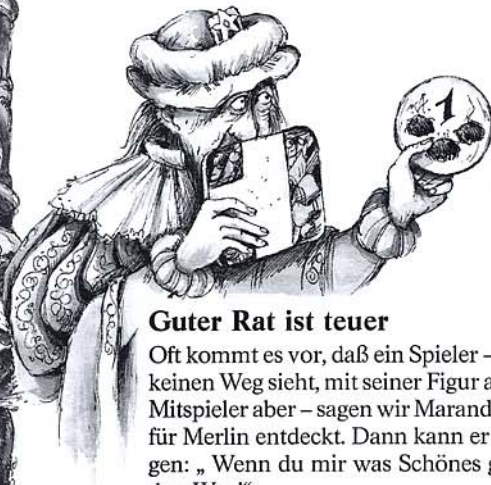 1
Guter Rat ist teuer
Oft kommt es vor, daß ein Spieler –
keinen Weg sieht, mit seiner Figur
Mitspieler aber – sagen wir
für Merlin entdeckt. Dann kann er
gen: „ Wenn du mir was Schönes